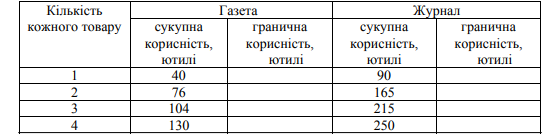 Кількість кожного товару Газета Журнал
сукупна корисність, ютилі гранична корисність, ютилі сукупна корисність, ютилі гранична корисність, ютилі
1 40 90
2 76 165
3 104 215
4 130 250